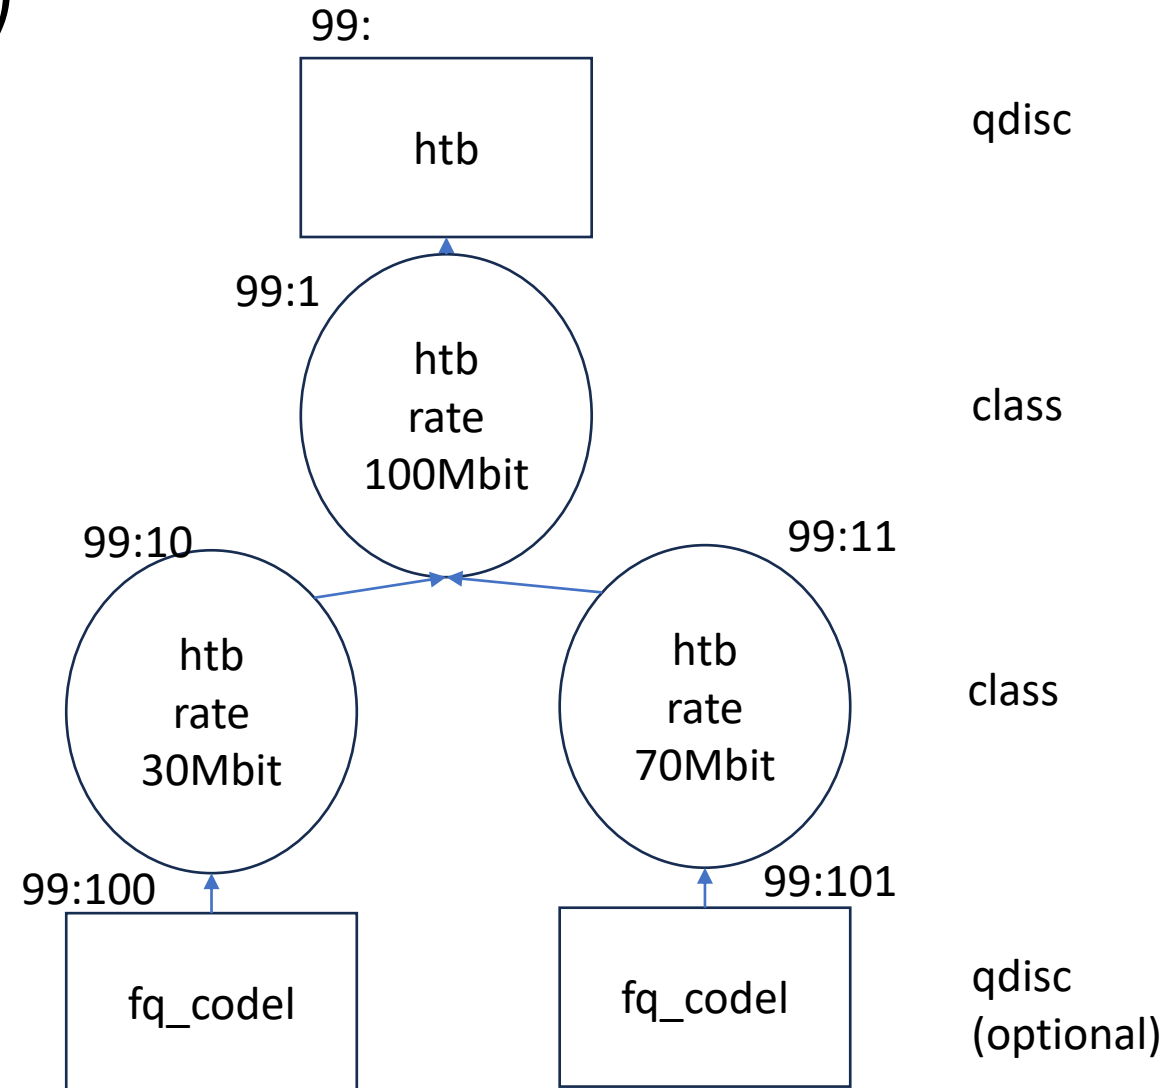 )
99:
htb
qdisc
99:1
htb
rate
100Mbit
class
99:10
99:11
htb
rate
30Mbit
htb
rate
70Mbit
class
99:100
99:101
fq_codel
fq_codel
qdisc
(optional)